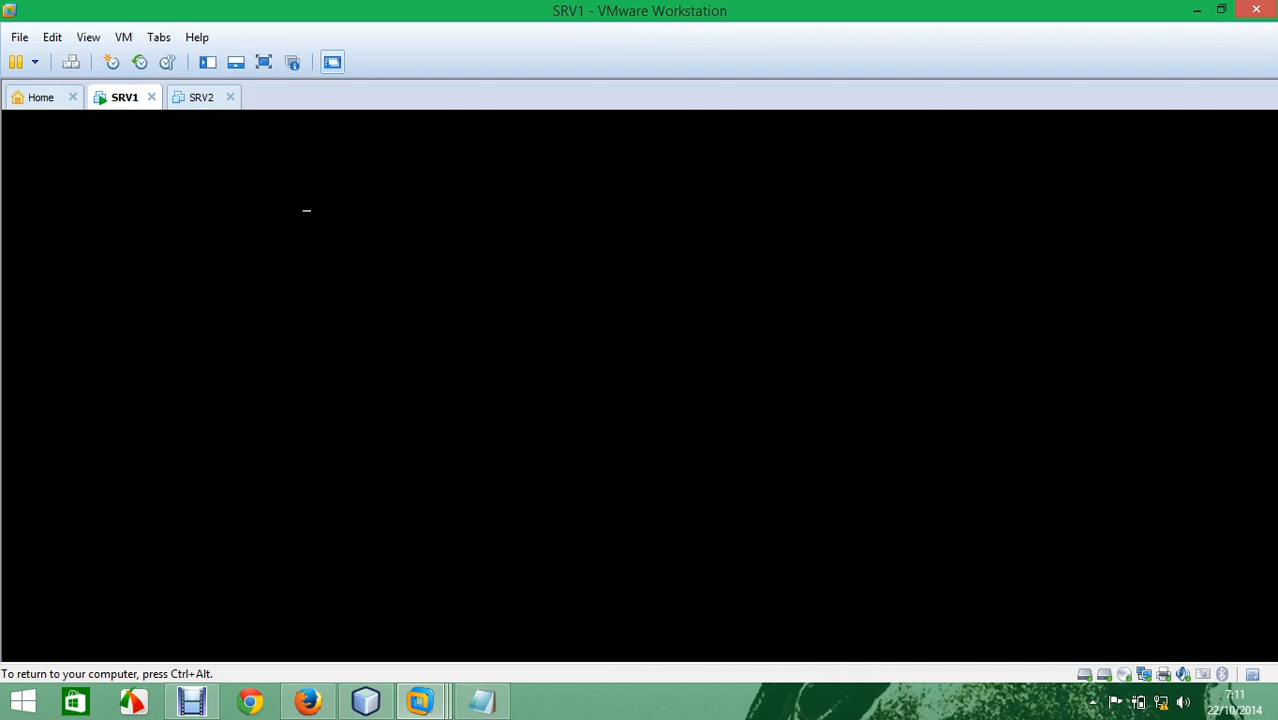 SRV1 - VMware Workstation
File Edit View VM Tabs Help
Home SRV1 SRV2
To return to your computer, press Ctrl+Alt.
7:11
22/10/2014